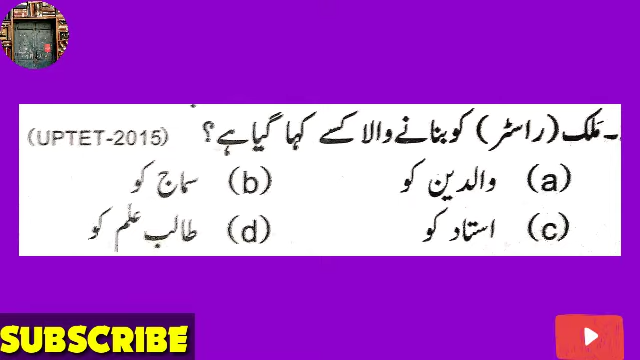 ۔ملک (راسٹر) کو بنانے والا کسے کہا گیا ہے؟ (UPTET-2015)
(a) والدین کو (b) سماج کو
(c) استاد کو (d) طالب علم کو
SUBSCRIBE